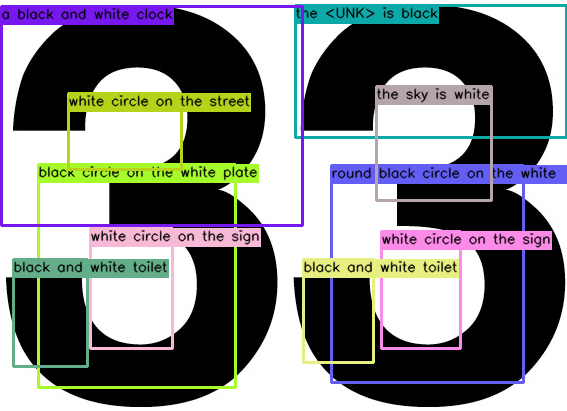 a black and white clock
the <UNK> is black
white circle on the street
the sky is white
black circle on the white plate
round black circle on the white
white circle on the sign
white circle on the sign
black and white toilet
black and white toilet
33